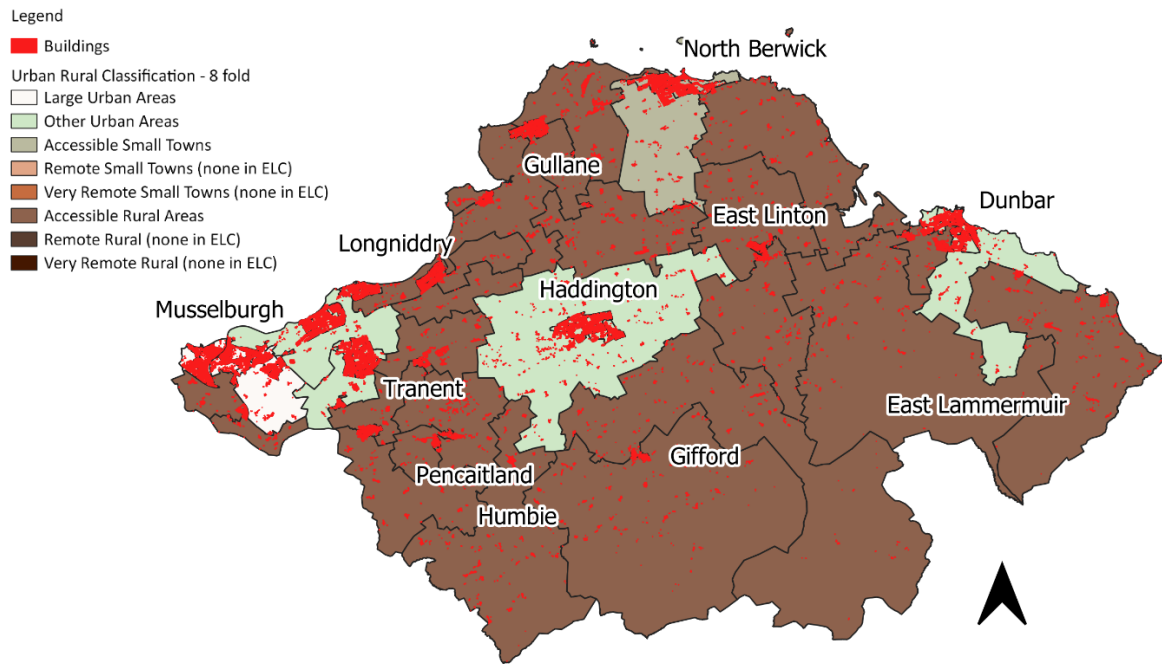 Legend
Buildings
Urban Rural Classification - 8 fold
Large Urban Areas
Other Urban Areas
Accessible Small Towns
Remote Small Towns (none in ELC)
Very Remote Small Towns (none in ELC)
Accessible Rural Areas
Remote Rural (none in ELC)
Very Remote Rural (none in ELC)
North Berwick
Gullane
Dunbar
East Linton
Longniddry
Haddington
Musselburgh
Tranent
East Lammermuir
Gifford
Pencaitland
Humbie